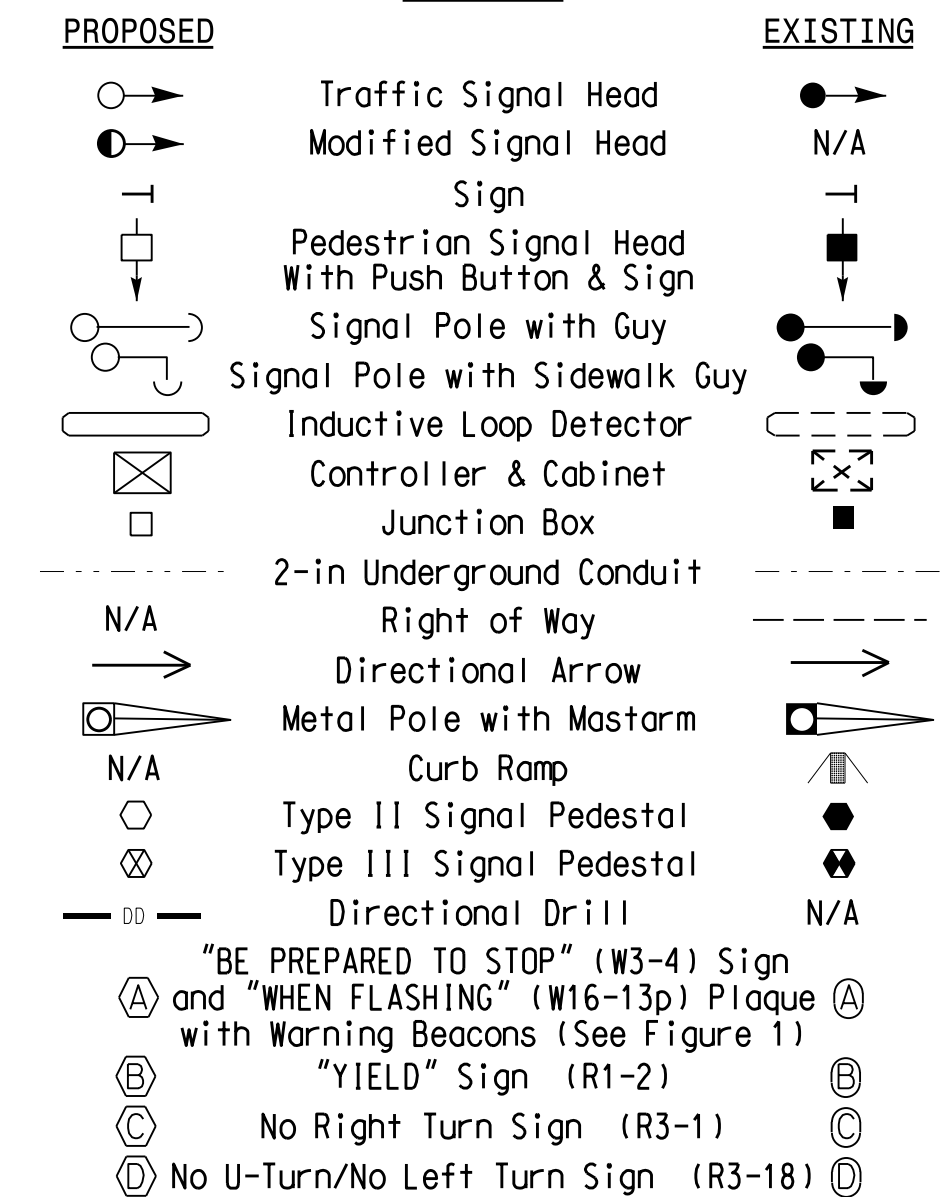 PROPOSED EXISTING
Traffic Signal Head
Modified Signal Head N/A
Sign
Pedestrian Signal Head
With Push Button & Sign
Signal Pole with Guy
Signal Pole with Sidewalk Guy
Inductive Loop Detector
Controller & Cabinet
Junction Box
2-in Underground Conduit
N/A Right of Way
Directional Arrow
Metal Pole with Mastarm
N/A Curb Ramp
Type II Signal Pedestal
Type III Signal Pedestal
DD Directional Drill N/A
"BE PREPARED TO STOP" (W3-4) Sign
A and "WHEN FLASHING" (W16-13p) Plaque A
with Warning Beacons (See Figure 1)
B "YIELD" Sign (R1-2) B
C No Right Turn Sign (R3-1) C
D No U-Turn/No Left Turn Sign (R3-18) D